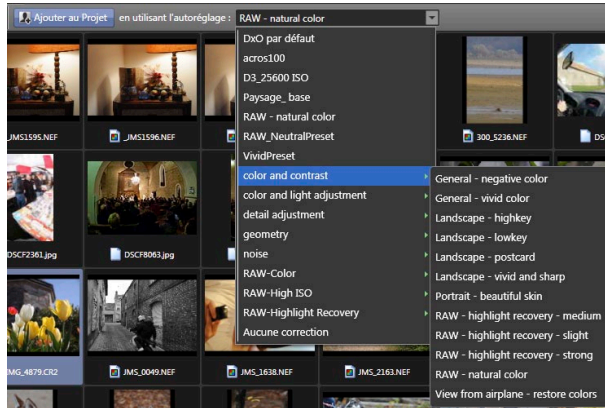 Ajouter au Projet en utilisant l'autoréglage : RAW - natural color
DxO par défaut
acros100
D3_25600 ISO
Paysage_ base
RAW - natural color
RAW_NeutralPreset
VividPreset
color and contrast
color and light adjustment
detail adjustment
geometry
noise
RAW-Color
RAW-High ISO
RAW-Highlight Recovery
Aucune correction
General - negative color
General - vivid color
Landscape - highkey
Landscape - lowkey
Landscape - postcard
Landscape - vivid and sharp
Portrait - beautiful skin
RAW - highlight recovery - medium
RAW - highlight recovery - slight
RAW - highlight recovery - strong
RAW - natural color
View from airplane - restore colors
_JMS1595.NEF
_JMS1596.NEF
300_5236.NEF
DSCF2361.jpg
DSCF8063.jpg
MG_4879.CR2
JMS_0049.NEF
JMS_1638.NEF
JMS_2163.NEF